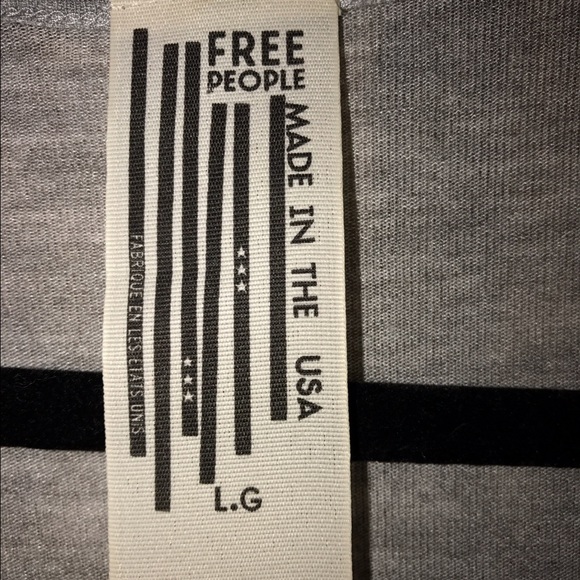 FREE
PEOPLE
MADE IN THE USA
FABRIQUE EN LES ETATS UNIS
L.G